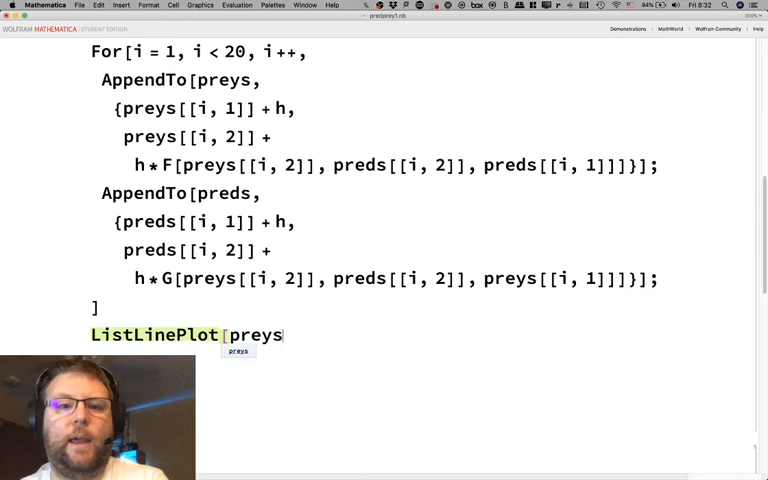 Mathematica File Edit Insert Format Cell Graphics Evaluation Palettes Window Help 84% Fri 8:32
predprey1.nb 300%
WOLFRAM MATHEMATICA STUDENT EDITION Demonstrations MathWorld Wolfram Community Help
For[i = 1, i < 20, i++,
AppendTo[preys,
{preys[[i, 1]] + h,
preys[[i, 2]] +
h * F[preys[[i, 2]], preds[[i, 2]], preds[[i, 1]]]}];
AppendTo[preds,
{preds[[i, 1]] + h,
preds[[i, 2]] +
h * G[preys[[i, 2]], preds[[i, 2]], preys[[i, 1]]]}];
]
ListLinePlot[preys
preys